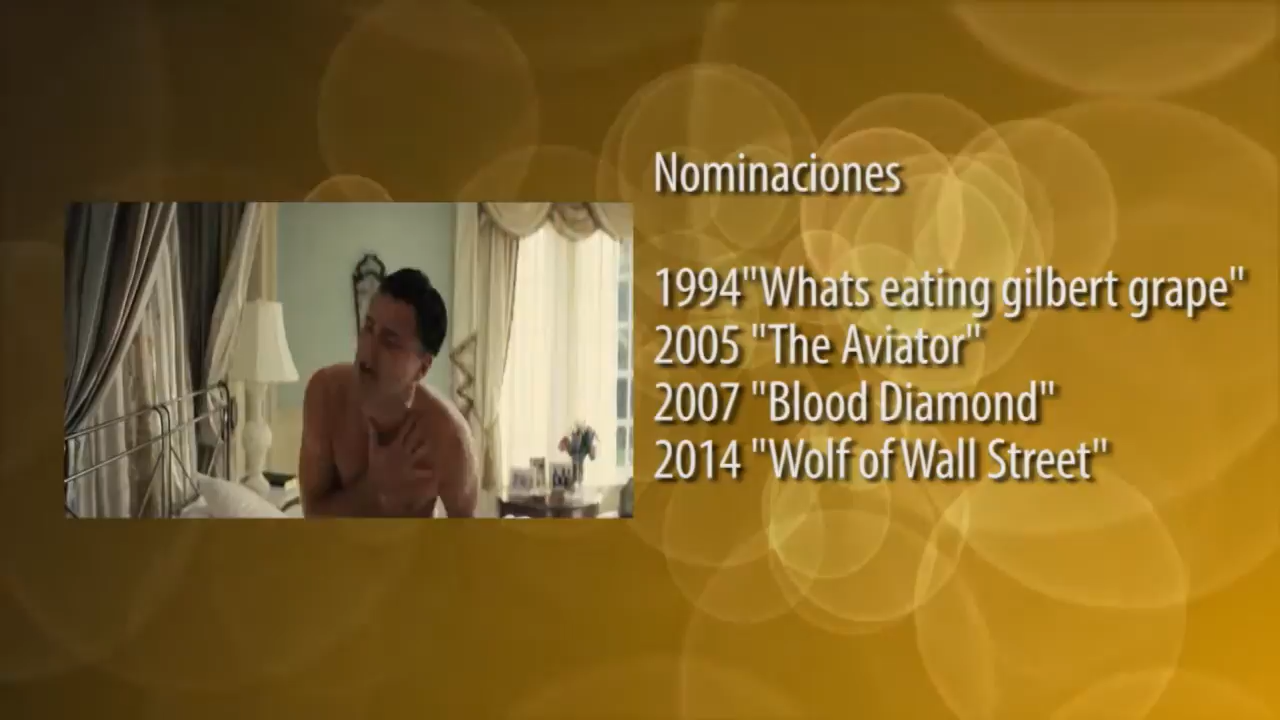 Nominaciones
1994"Whats eating gilbert grape"
2005 "The Aviator"
2007 "Blood Diamond"
2014 "Wolf of Wall Street"